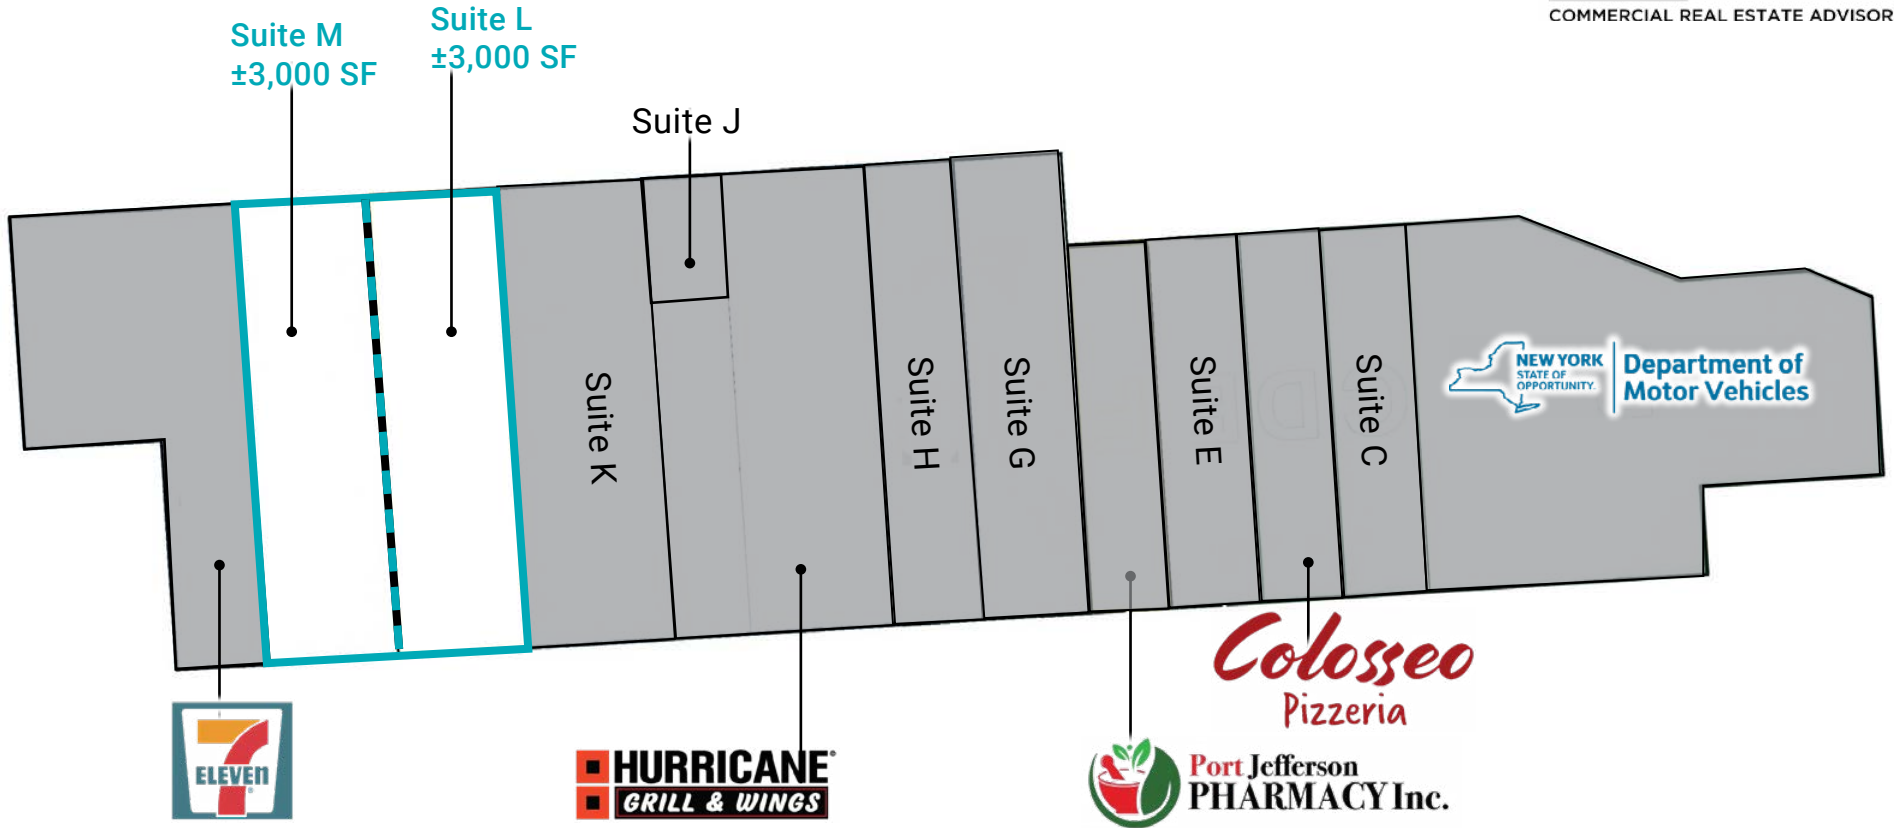 COMMERCIAL REAL ESTATE ADVISOR
Suite M
±3,000 SF
Suite L
±3,000 SF
Suite J
Suite K
Suite H
Suite G
Suite E
Suite C
NEW YORK
STATE OF
OPPORTUNITY.
Department of
Motor Vehicles
7
ELEVEN
HURRICANE
GRILL & WINGS
Colosseo
Pizzeria
Port Jefferson
PHARMACY Inc.